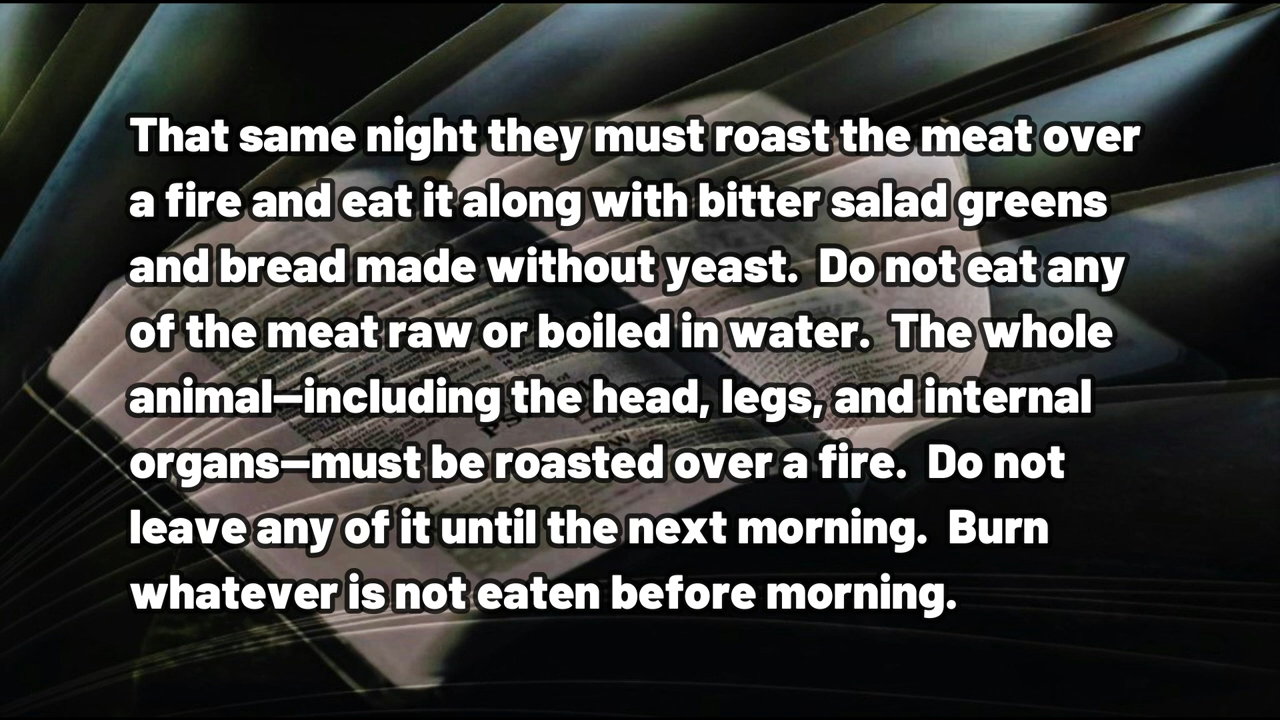 That same night they must roast the meat over
a fire and eat it along with bitter salad greens
and bread made without yeast.  Do not eat any
of the meat raw or boiled in water.  The whole
animal—including the head, legs, and internal
organs—must be roasted over a fire.  Do not
leave any of it until the next morning.  Burn
whatever is not eaten before morning.